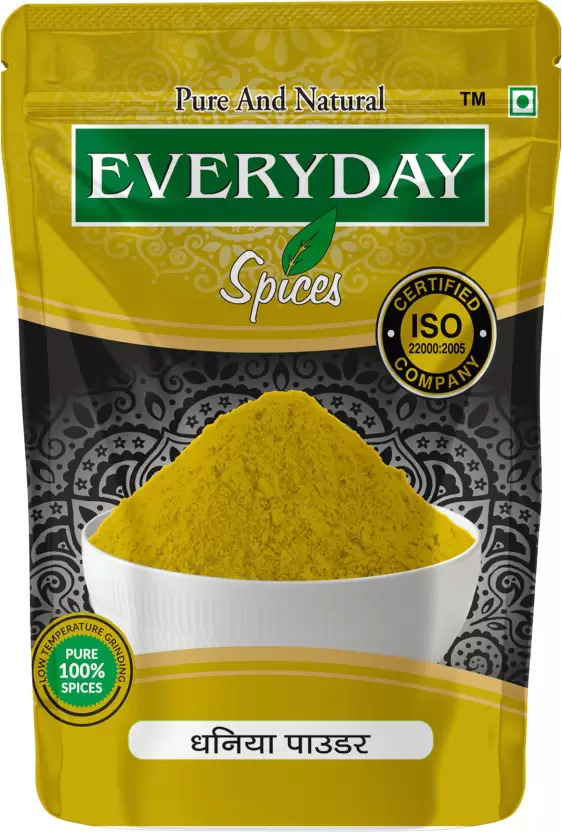 Pure And Natural
TM
EVERYDAY
Spices
CERTIFIED
ISO
22000:2005
COMPANY
LOW TEMPERATURE GRINDING
PURE
100%
SPICES
धनिया पाउडर